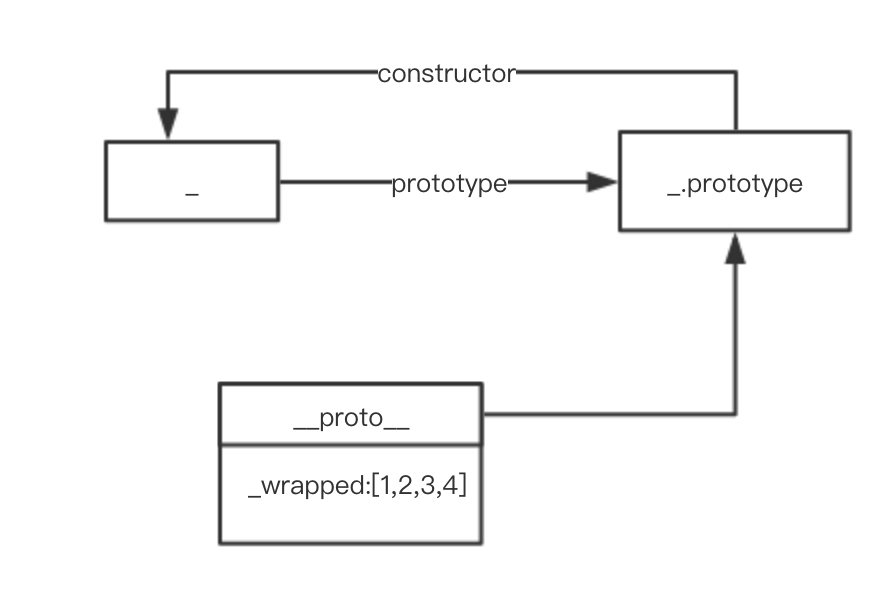 constructor
_
prototype
_.prototype
__proto__
_wrapped:[1,2,3,4]